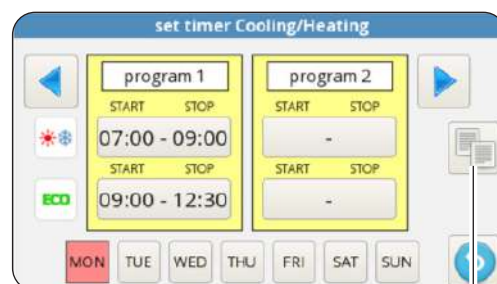 set timer Cooling/Heating
program 1 program 2
START STOP START STOP
07:00 - 09:00 -
START STOP START STOP
ECO 09:00 - 12:30 -
MON TUE WED THU FRI SAT SUN